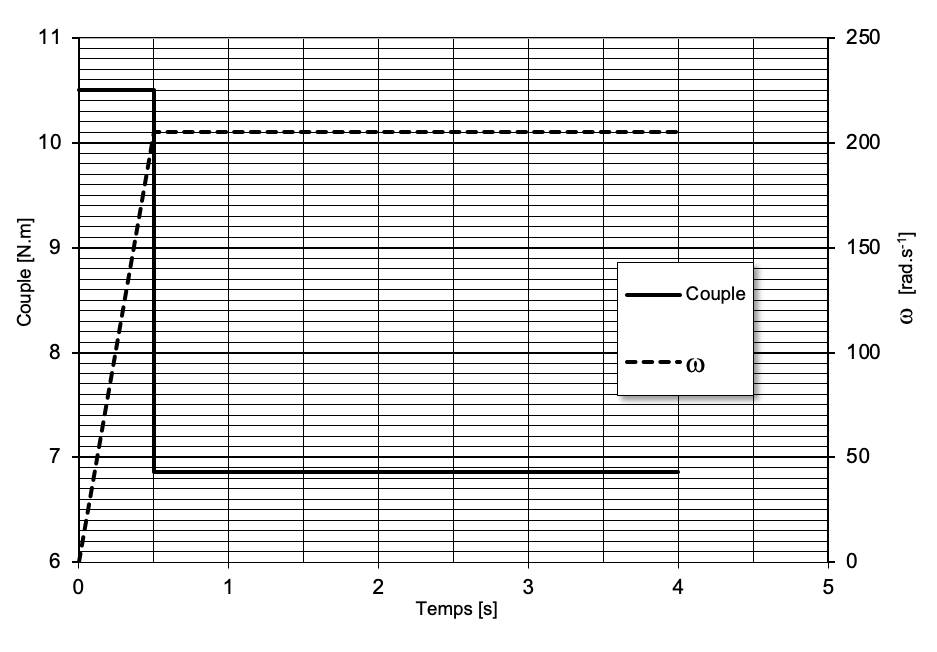 11
10
9
8
7
6
Couple [N.m]
250
200
150
100
50
0
ω [rad.s⁻¹]
Couple
ω
0 1 2 3 4 5
Temps [s]